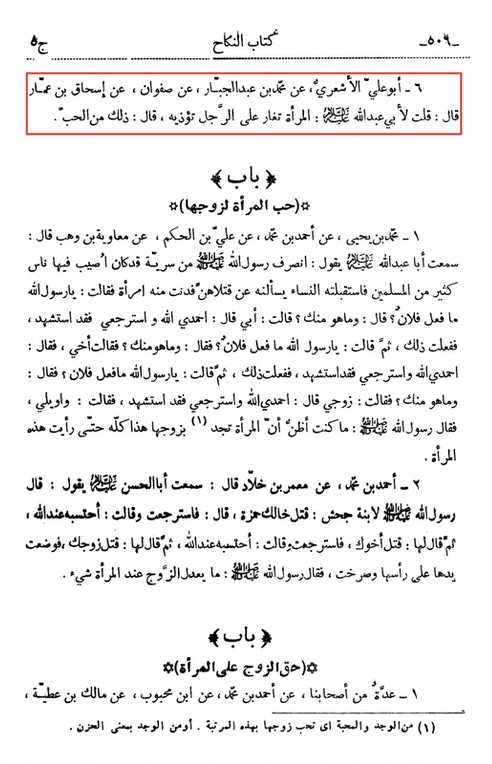 ـ ٥٠٦ ـ كتاب النكاح ج ٥
٦ ـ أبو عليّ الأشعريّ، عن محمّد بن عبدالجبّار، عن صفوان، عن إسحاق بن عمّار
قال: قلت لأبي عبدالله عليه السلام: المرأة تغار على الرَّجل تؤذيه، قال: ذلك من الحبّ.
﴿ باب ﴾
☆(حب المرأة لزوجها)☆
١ ـ محمّد بن يحيى، عن أحمد بن محمّد، عن عليّ بن الحكم، عن معاوية بن وهب قال:
سمعت أبا عبدالله عليه السلام يقول: انصرف رسول الله صلى الله عليه وآله من سريّة قد كان اُصيب فيها ناس
كثير من المسلمين فاستقبلته النساء يسألنه عن قتلاهنّ فدنت منه امرأة فقالت: يا رسول الله
ما فعل فلانٌ؟ قال: وما هو منك؟ قالت: أبي قال: احمدي الله و استرجعي فقد استشهد،
ففعلت ذلك، ثمَّ قالت: يا رسول الله ما فعل فلان؟ فقال: وما هو منك؟ فقالت أخي، فقال:
احمدي الله واسترجعي فقد استشهد، ففعلت ذلك، ثمّ قالت: يا رسول الله ما فعل فلان؟ فقال:
وما هو منك؟ فقالت: زوجي قال: احمدي الله واسترجعي فقد استشهد، فقالت واويلي،
فقال رسول الله صلى الله عليه وآله: ما كنت أظنّ أنّ المرأة تجد (١) بزوجها هذا كلّه حتّى رأيت هذه
المرأة.
٢ ـ أحمد بن محمّد، عن معمر بن خلّاد قال: سمعت أبا الحسن عليه السلام يقول: قال
رسول الله صلى الله عليه وآله لابنة جحش: قتل خالك حمزة، قال: فاسترجعت وقالت: أحتسبه عند الله،
ثمّ قال لها: قتل أخوك، فاسترجعت وقالت: أحتسبه عند الله، ثمّ قال لها: قتل زوجك، فوضعت
يدها على رأسها وصرخت، فقال رسول الله صلى الله عليه وآله: ما يعدل الزَّوج عند المرأة شيء.
﴿ باب ﴾
✡(حق الزوج على المرأة)✡
١ ـ عدَّةٌ من أصحابنا، عن أحمد بن محمّد، عن ابن محبوب، عن مالك بن عطيّة،
(١) من الوجد والمحبة اى تحب زوجها بهذه المرتبة. أو من الوجد بمعنى الحزن.